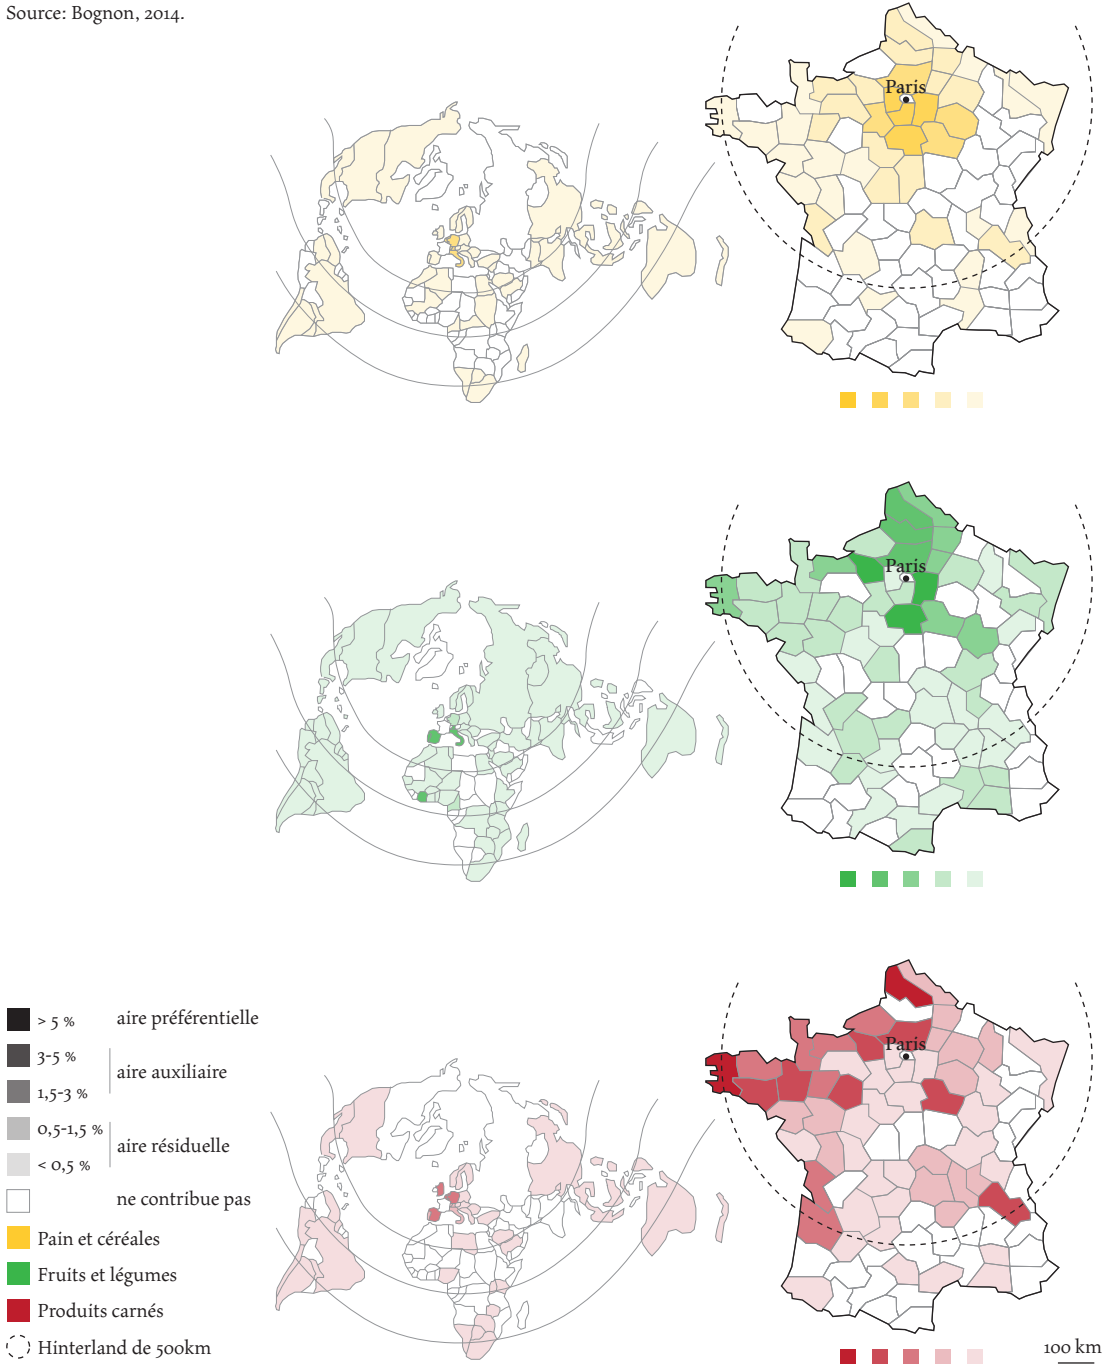 Source: Bognon, 2014.
Paris
Paris
Paris
> 5 % aire préférentielle
3-5 %
aire auxiliaire
1,5-3 %
0,5-1,5 %
aire résiduelle
< 0,5 %
ne contribue pas
Pain et céréales
Fruits et légumes
Produits carnés
Hinterland de 500km
100 km